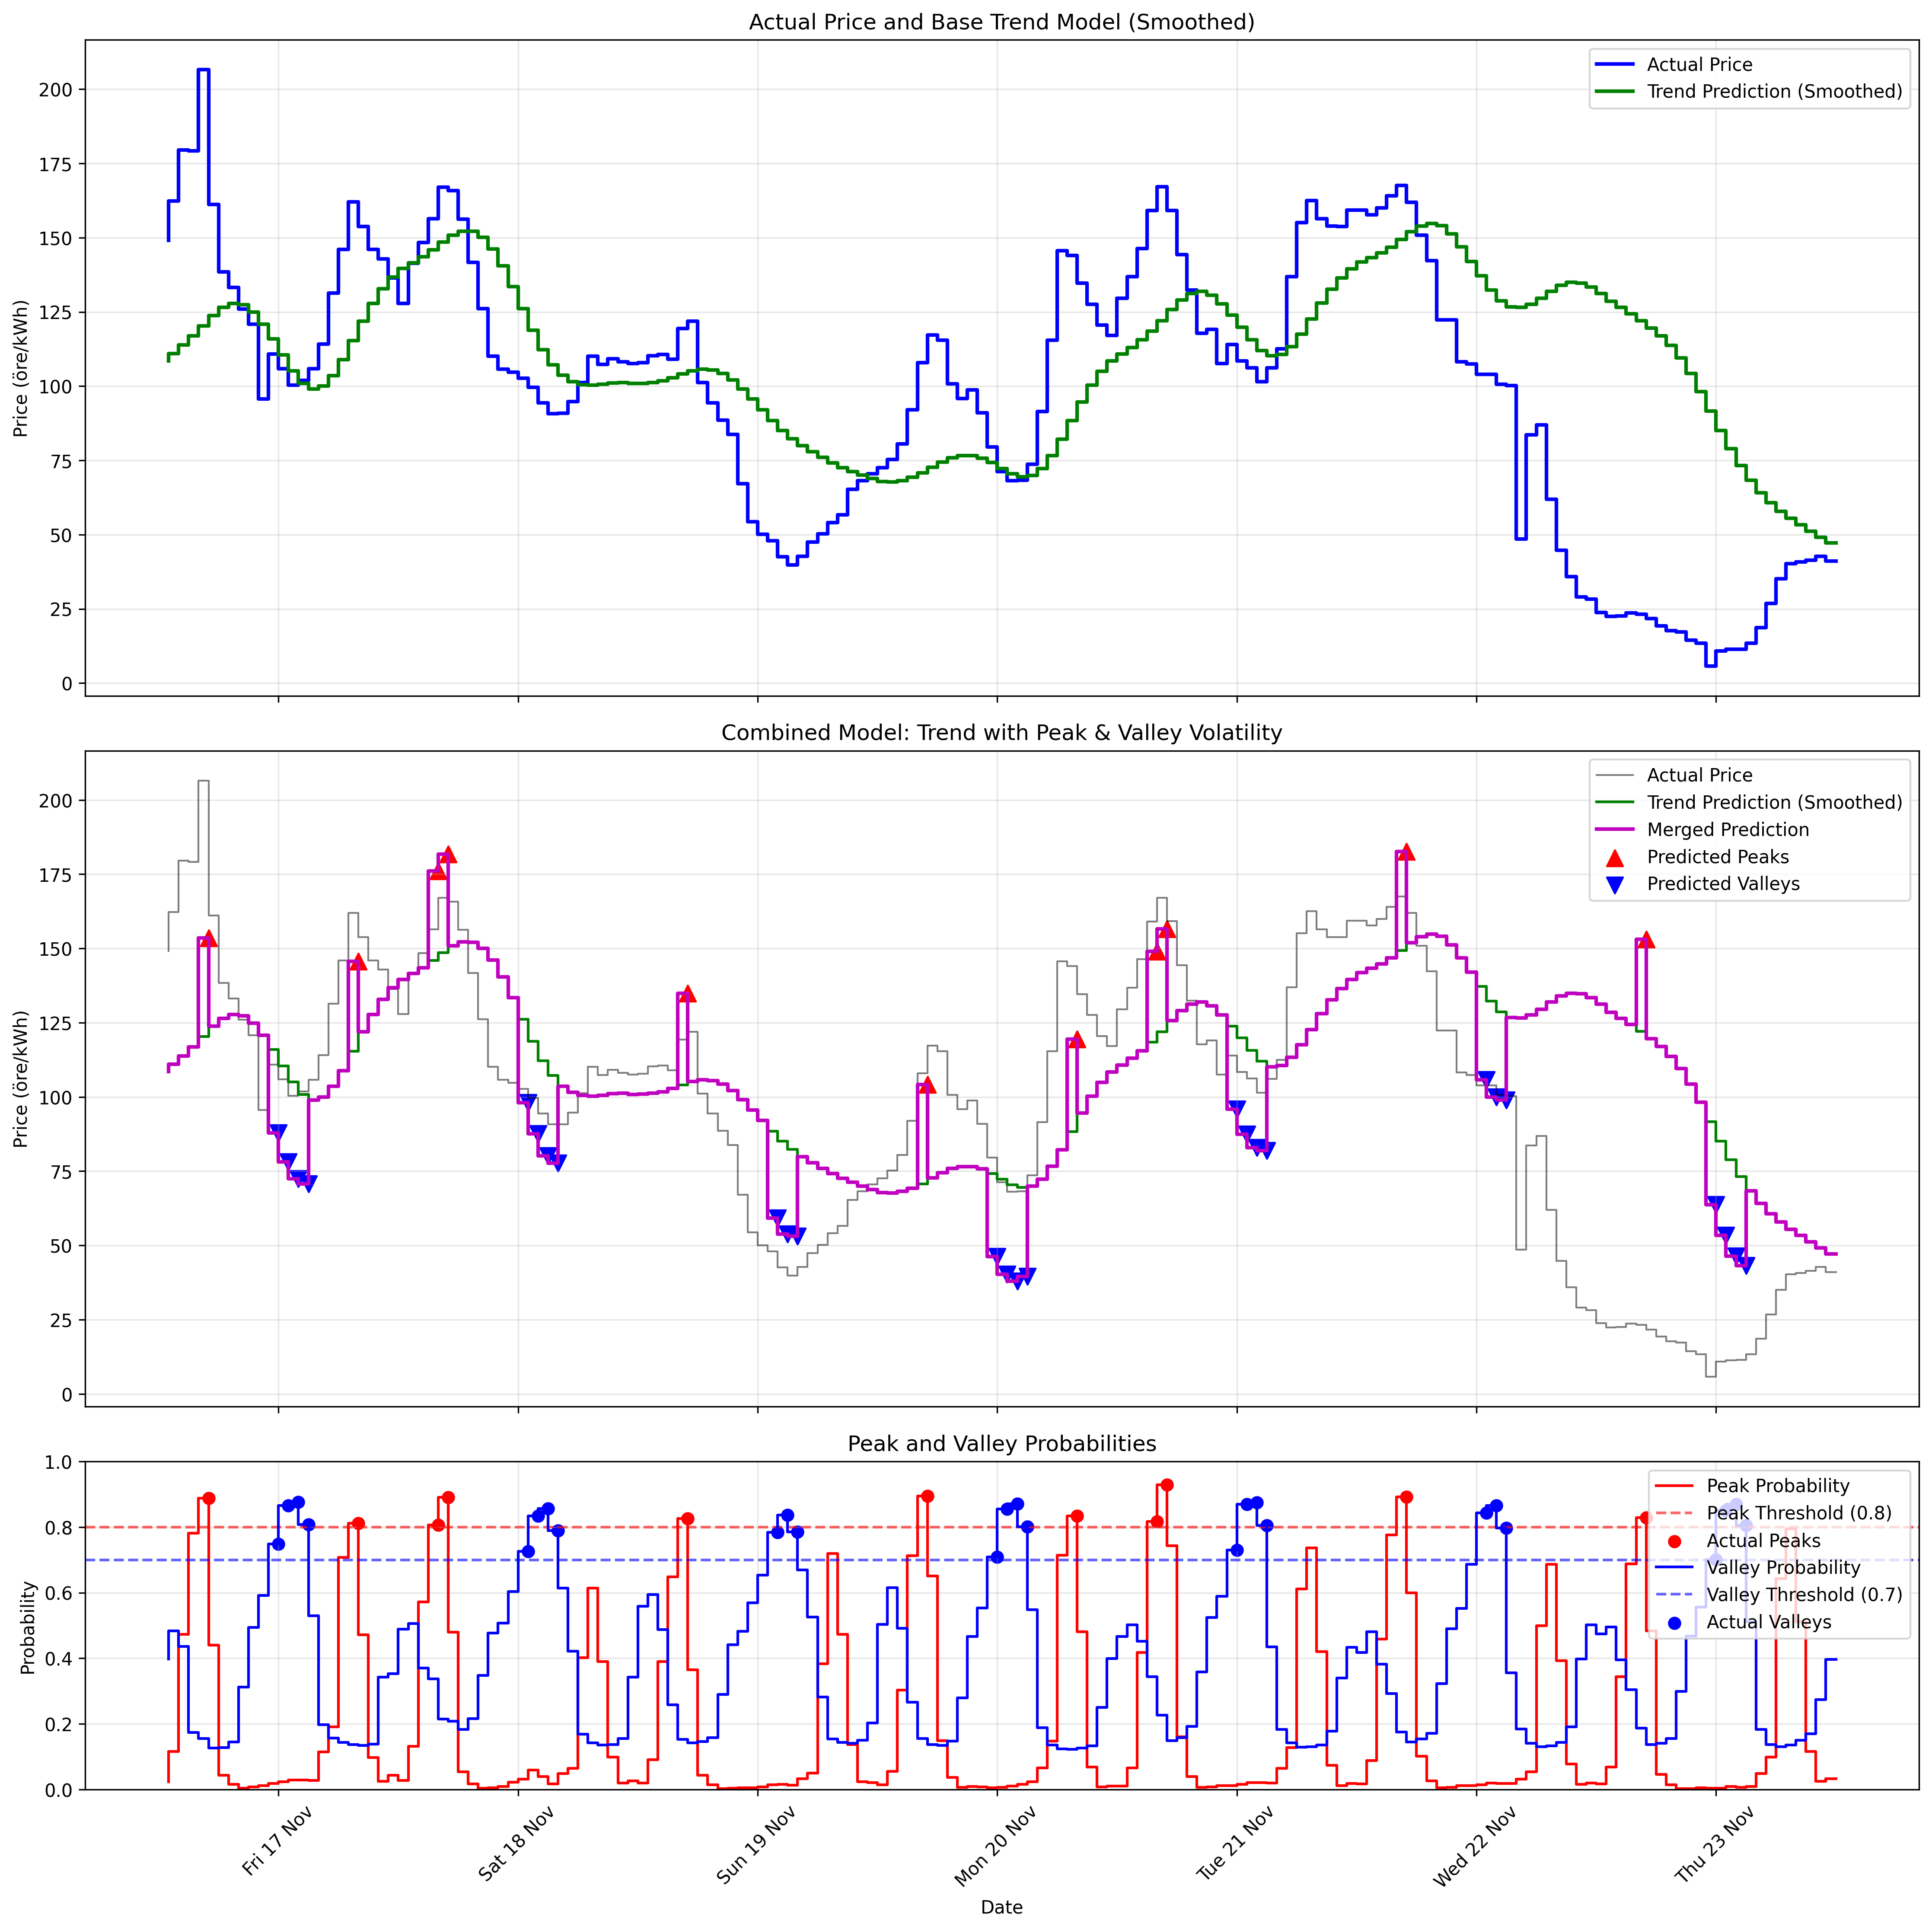 Actual Price and Base Trend Model (Smoothed)
Actual Price
Trend Prediction (Smoothed)
Price (öre/kWh)
200
175
150
125
100
75
50
25
0
Combined Model: Trend with Peak & Valley Volatility
Actual Price
Trend Prediction (Smoothed)
Merged Prediction
Predicted Peaks
Predicted Valleys
Price (öre/kWh)
200
175
150
125
100
75
50
25
0
Peak and Valley Probabilities
Peak Probability
Peak Threshold (0.8)
Actual Peaks
Valley Probability
Valley Threshold (0.7)
Actual Valleys
Probability
1.0
0.8
0.6
0.4
0.2
0.0
Fri 17 Nov
Sat 18 Nov
Sun 19 Nov
Mon 20 Nov
Tue 21 Nov
Wed 22 Nov
Thu 23 Nov
Date